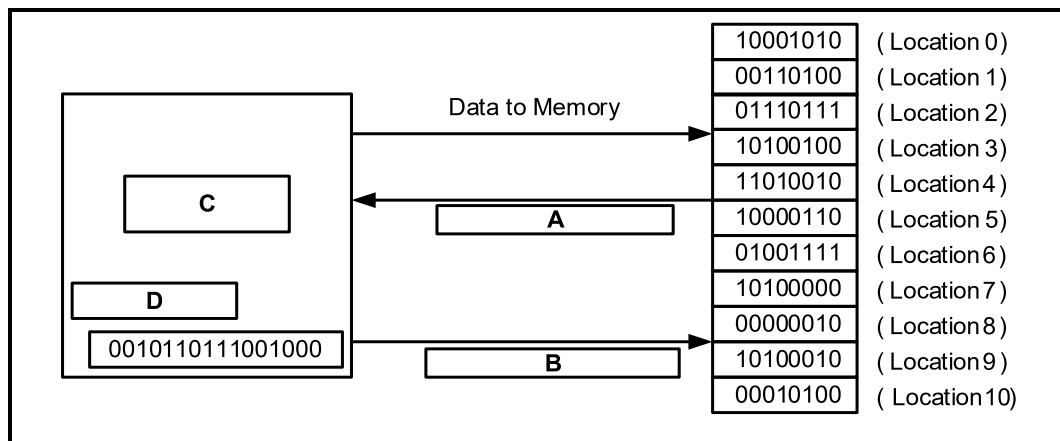 10001010 ( Location 0)
00110100 ( Location 1)
Data to Memory
01110111 ( Location 2)
10100100 ( Location 3)
11010010 ( Location 4)
C
A
10000110 ( Location 5)
01001111 ( Location 6)
10100000 ( Location 7)
D
00000010 ( Location 8)
0010110111001000
B
10100010 ( Location 9)
00010100 ( Location 10)